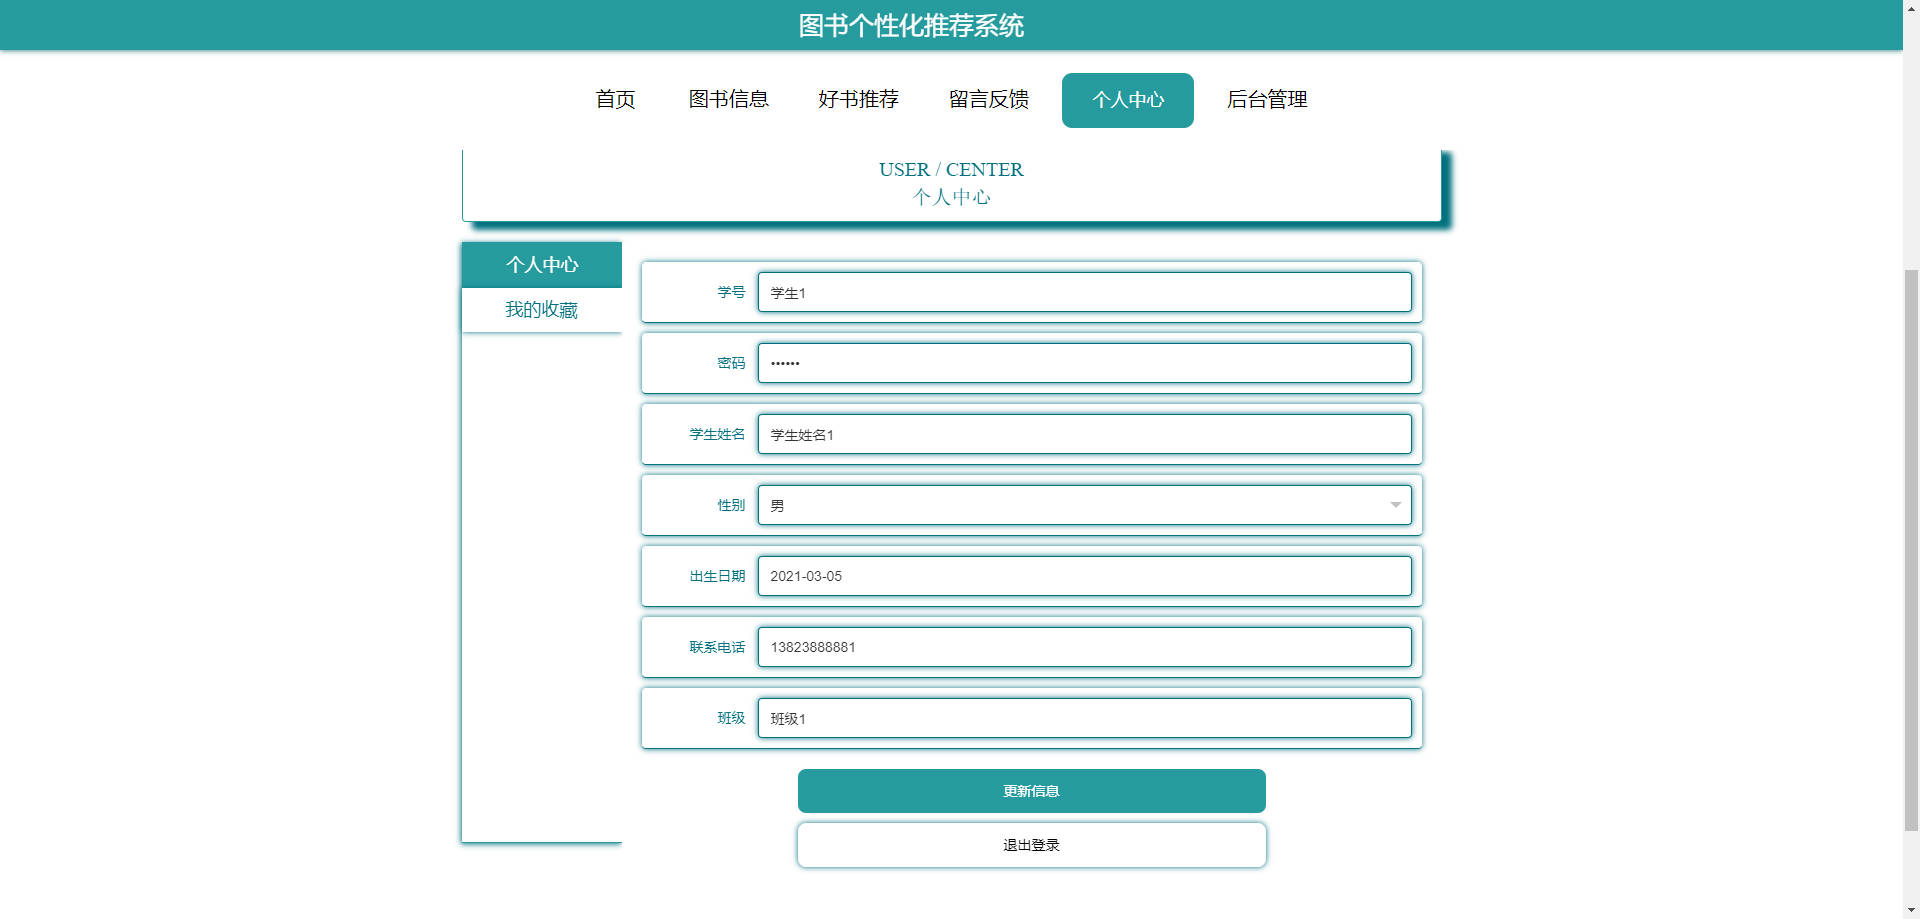 图书个性化推荐系统
首页 图书信息 好书推荐 留言反馈 个人中心 后台管理
USER / CENTER
个人中心
个人中心
我的收藏
学号 学生1
密码 ••••••
学生姓名 学生姓名1
性别 男
出生日期 2021-03-05
联系电话 13823888881
班级 班级1
更新信息
退出登录